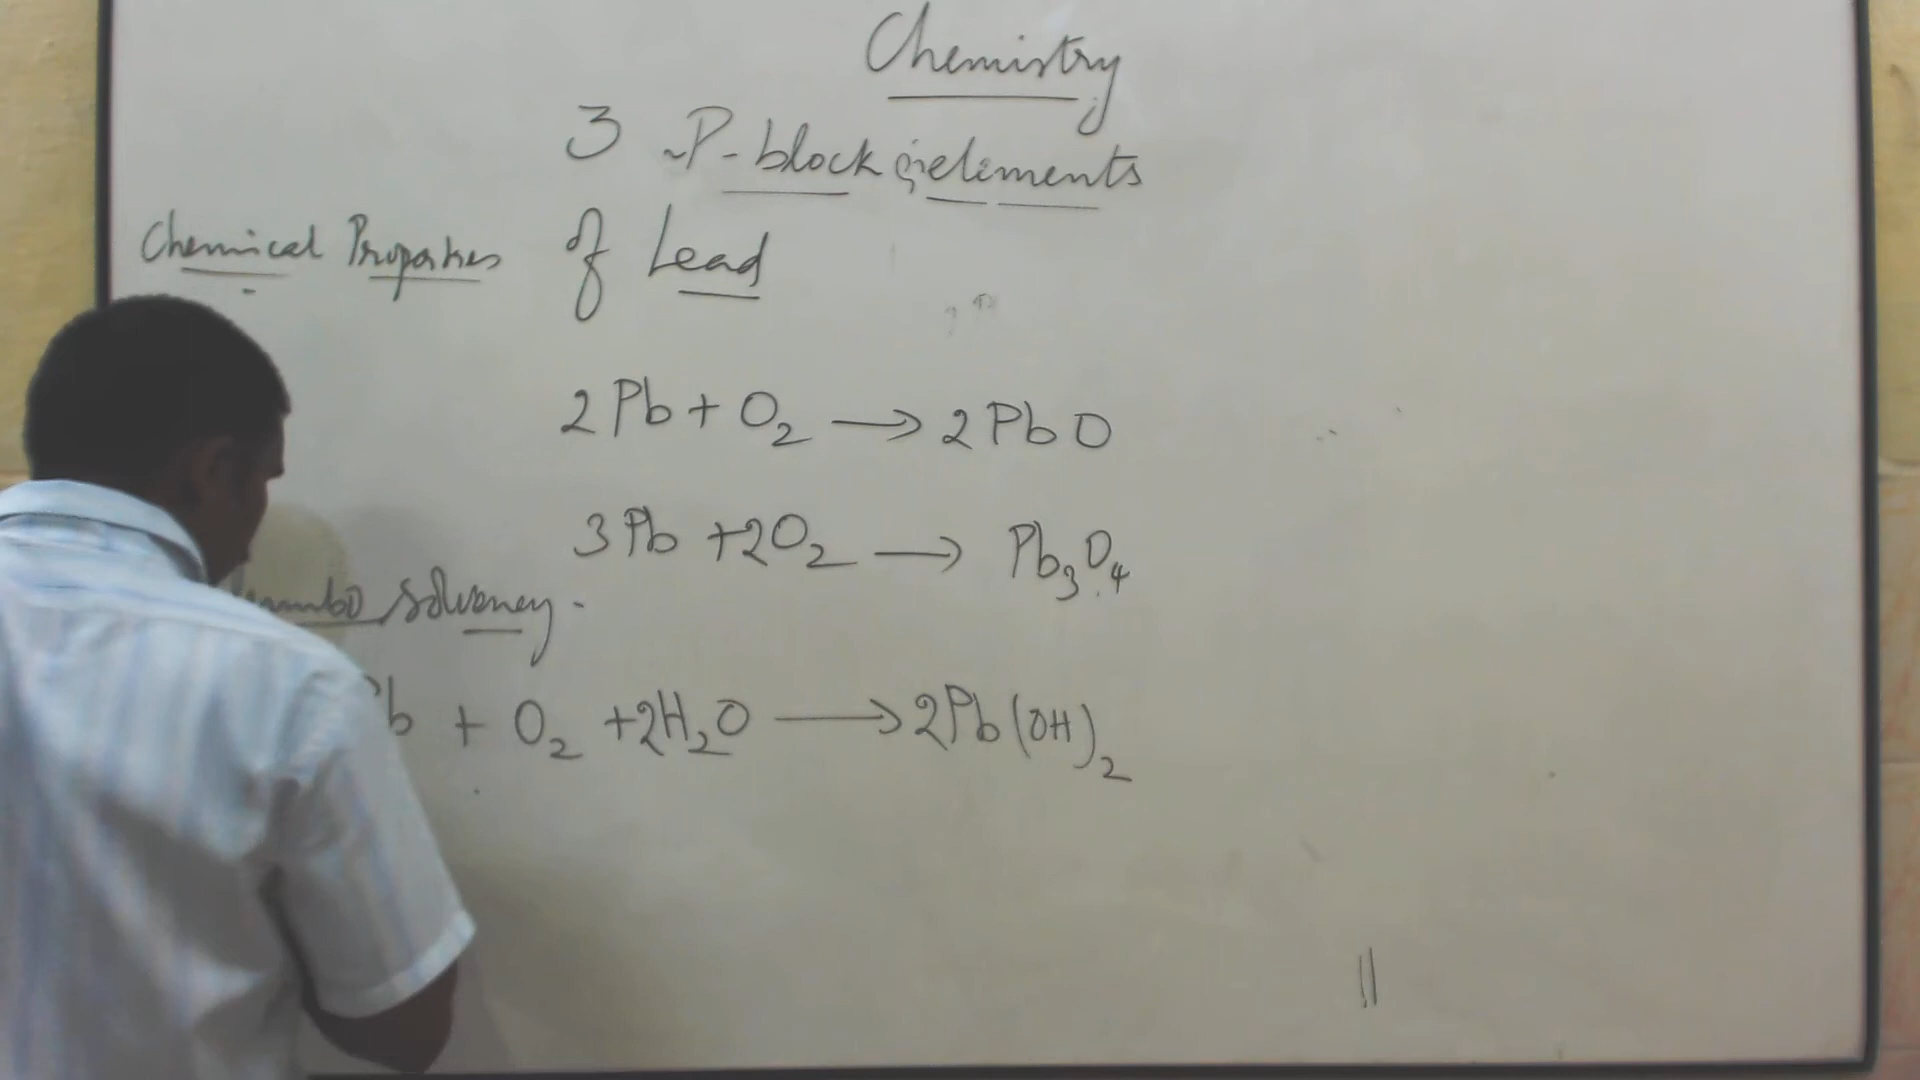 Chemistry
3 P-block elements
Chemical Properties of Lead
2Pb + O₂ → 2PbO
3Pb + 2O₂ → Pb₃O₄
solvency.
b + O₂ + 2H₂O → 2Pb(OH)₂